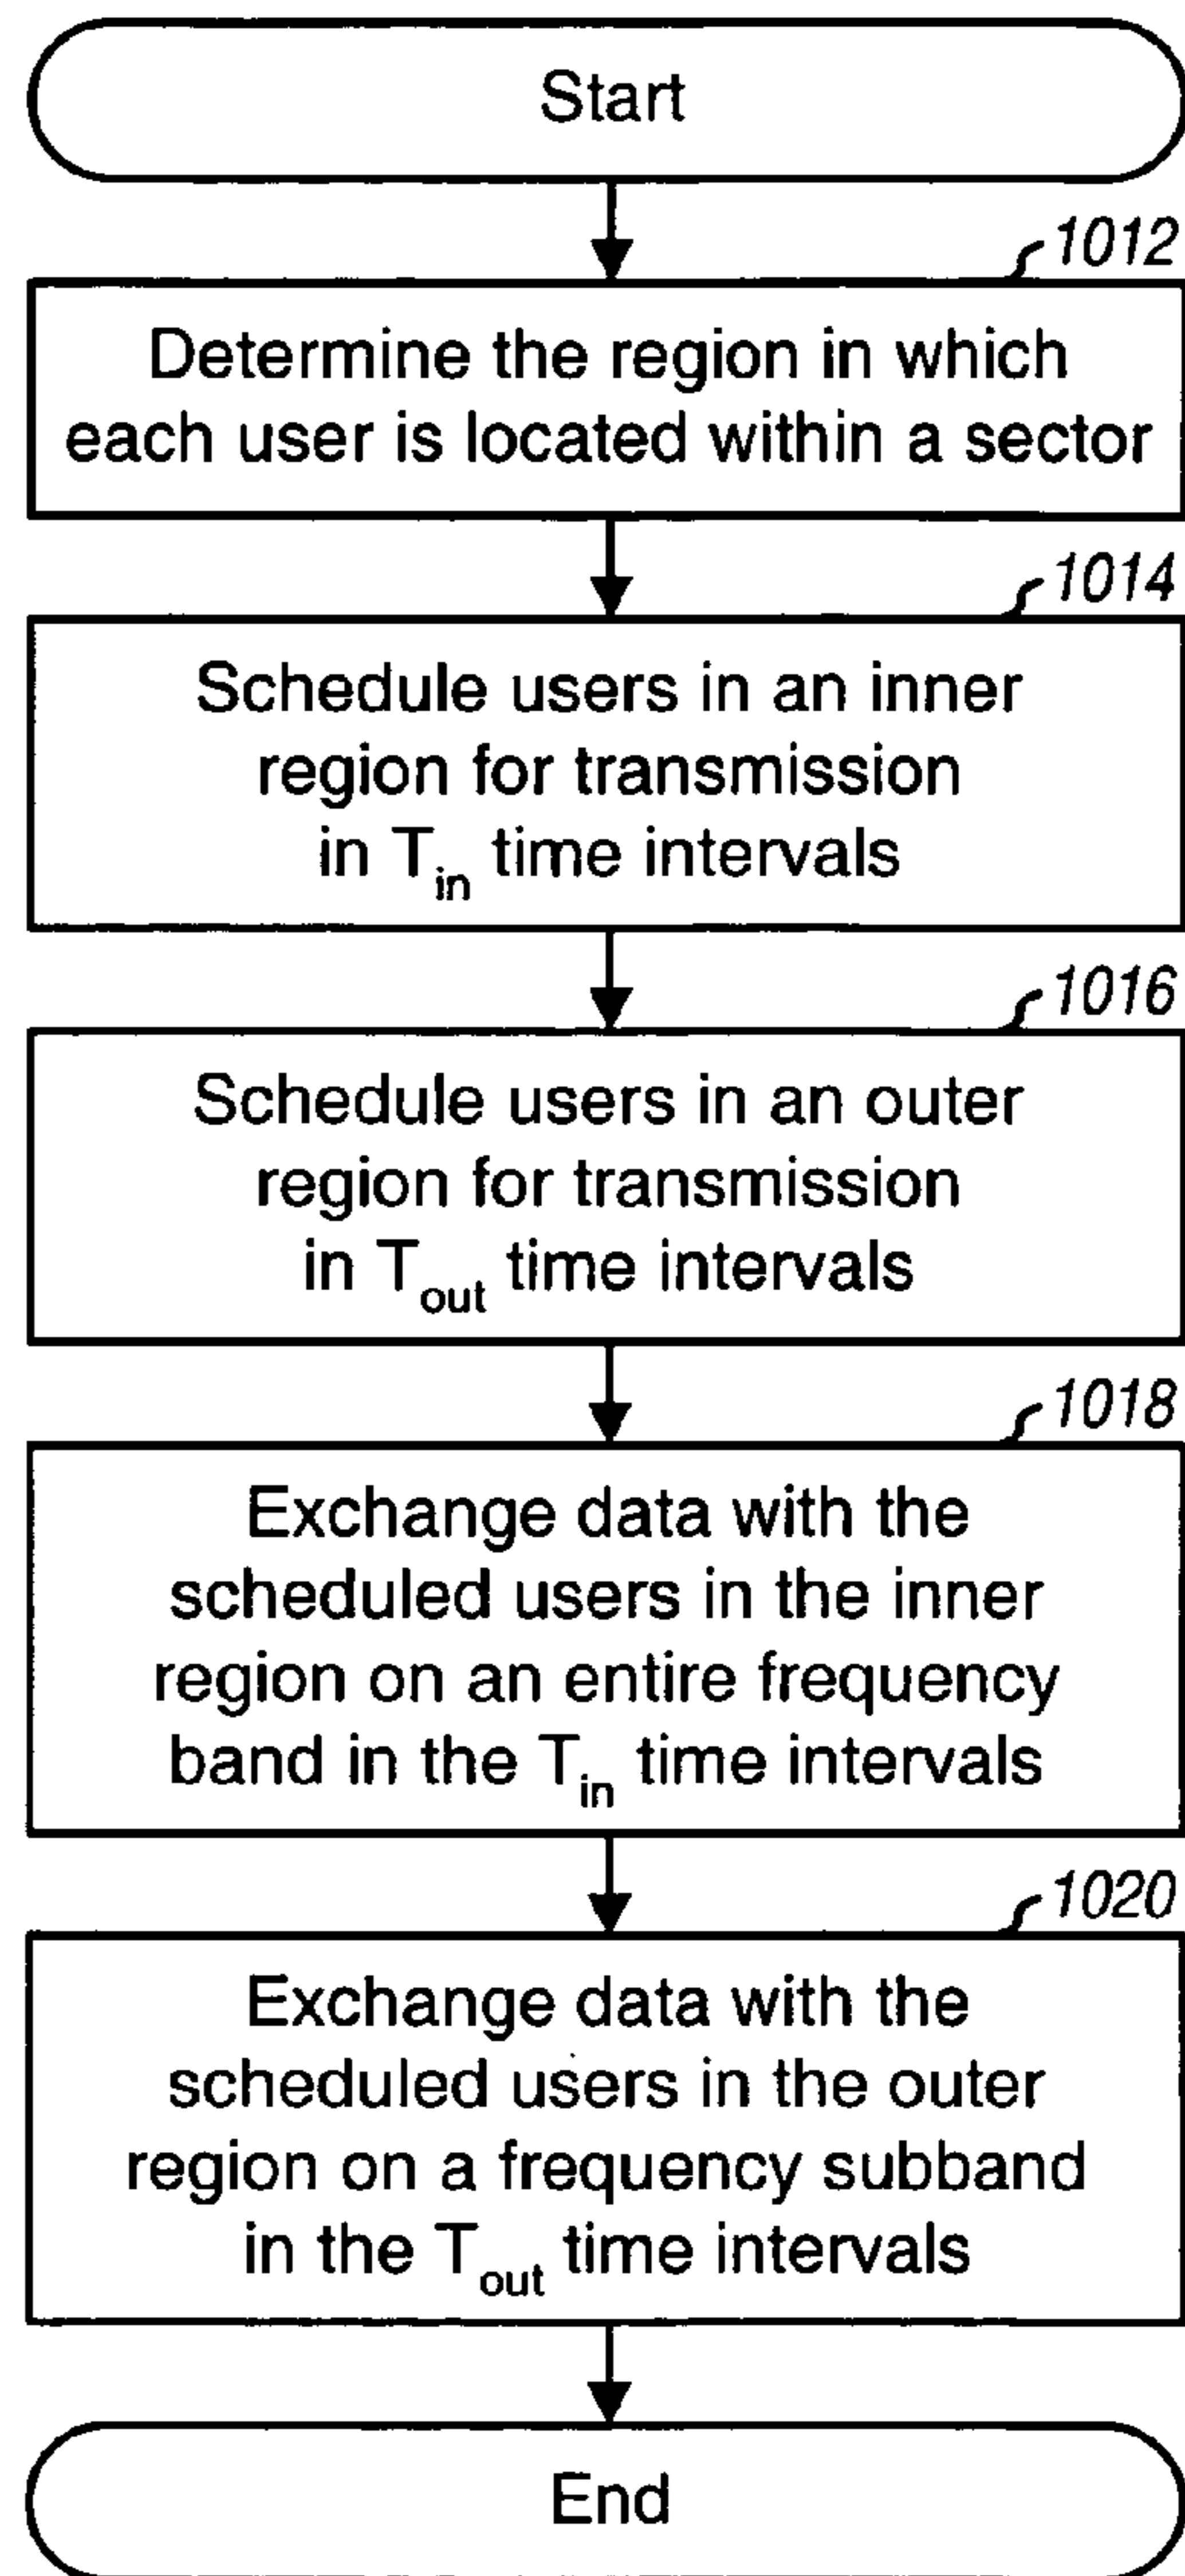 Start
1012
Determine the region in which
each user is located within a sector
1014
Schedule users in an inner
region for transmission
in Tin time intervals
1016
Schedule users in an outer
region for transmission
in Tout time intervals
1018
Exchange data with the
scheduled users in the inner
region on an entire frequency
band in the Tin time intervals
1020
Exchange data with the
scheduled users in the outer
region on a frequency subband
in the Tout time intervals
End